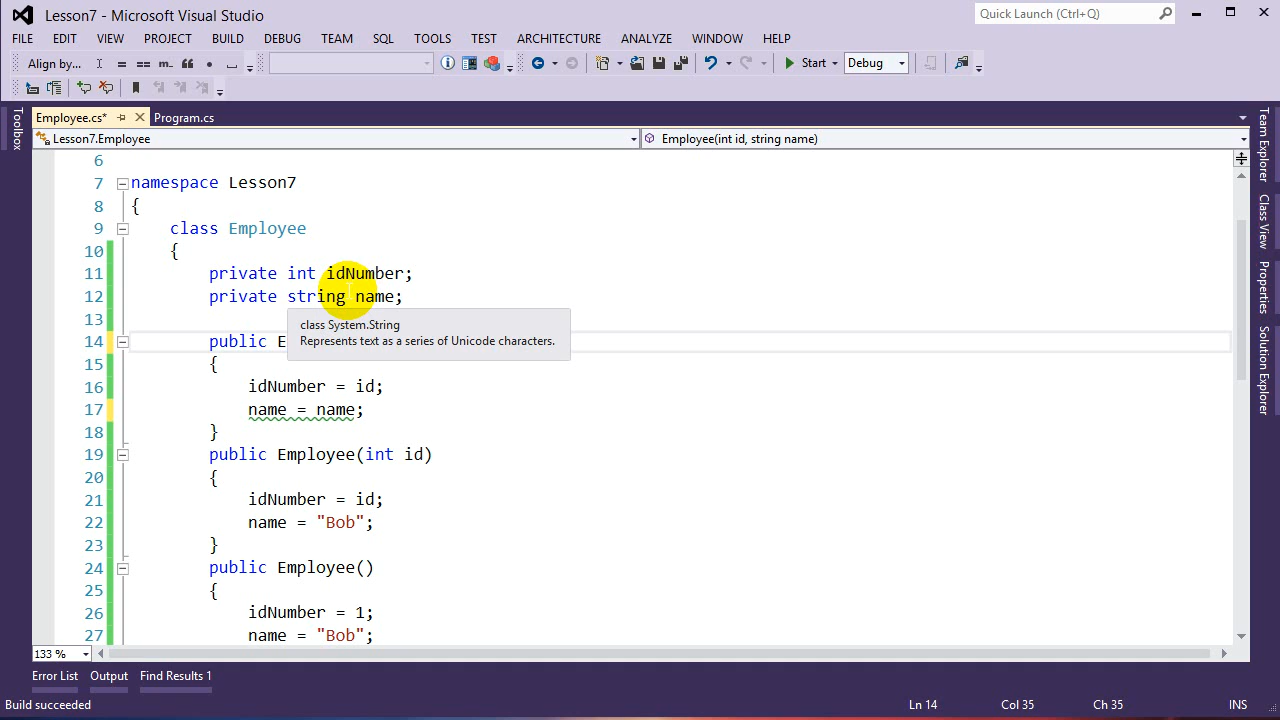 Lesson7 - Microsoft Visual Studio
Quick Launch (Ctrl+Q)
FILE EDIT VIEW PROJECT BUILD DEBUG TEAM SQL TOOLS TEST ARCHITECTURE ANALYZE WINDOW HELP
Align by... Start Debug
Employee.cs* Program.cs
Lesson7.Employee Employee(int id, string name)
6
7 namespace Lesson7
8 {
9 class Employee
10 {
11 private int idNumber;
12 private string name;
13
class System.String
Represents text as a series of Unicode characters.
14 public E
15 {
16 idNumber = id;
17 name = name;
18 }
19 public Employee(int id)
20 {
21 idNumber = id;
22 name = "Bob";
23 }
24 public Employee()
25 {
26 idNumber = 1;
27 name = "Bob";
133 %
Error List Output Find Results 1
Build succeeded Ln 14 Col 35 Ch 35 INS
Toolbox
Team Explorer
Class View
Properties
Solution Explorer